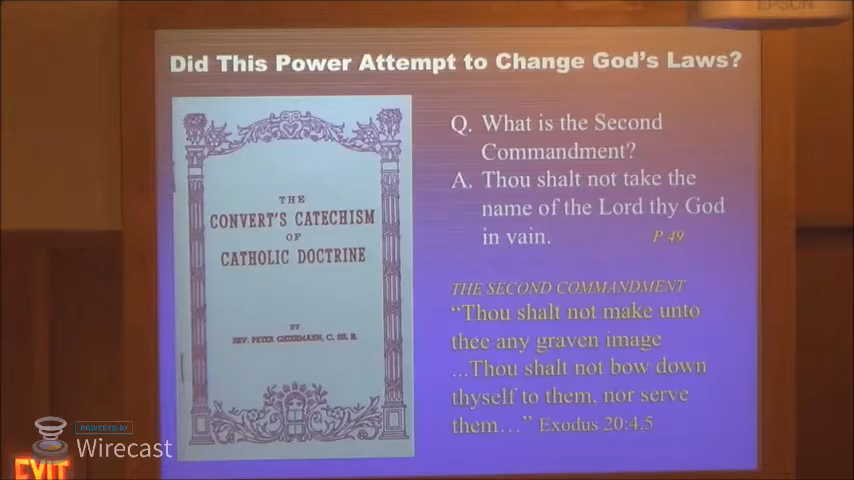 EPSON
Did This Power Attempt to Change God's Laws?
THE
CONVERT'S CATECHISM
OF
CATHOLIC DOCTRINE
BY
REV. PETER GEIERMANN, C. SS. R.
Q. What is the Second
Commandment?
A. Thou shalt not take the
name of the Lord thy God
in vain. P 49
THE SECOND COMMANDMENT
“Thou shalt not make unto
thee any graven image
...Thou shalt not bow down
thyself to them, nor serve
them...” Exodus 20:4,5
POWERED BY
Wirecast
EXIT